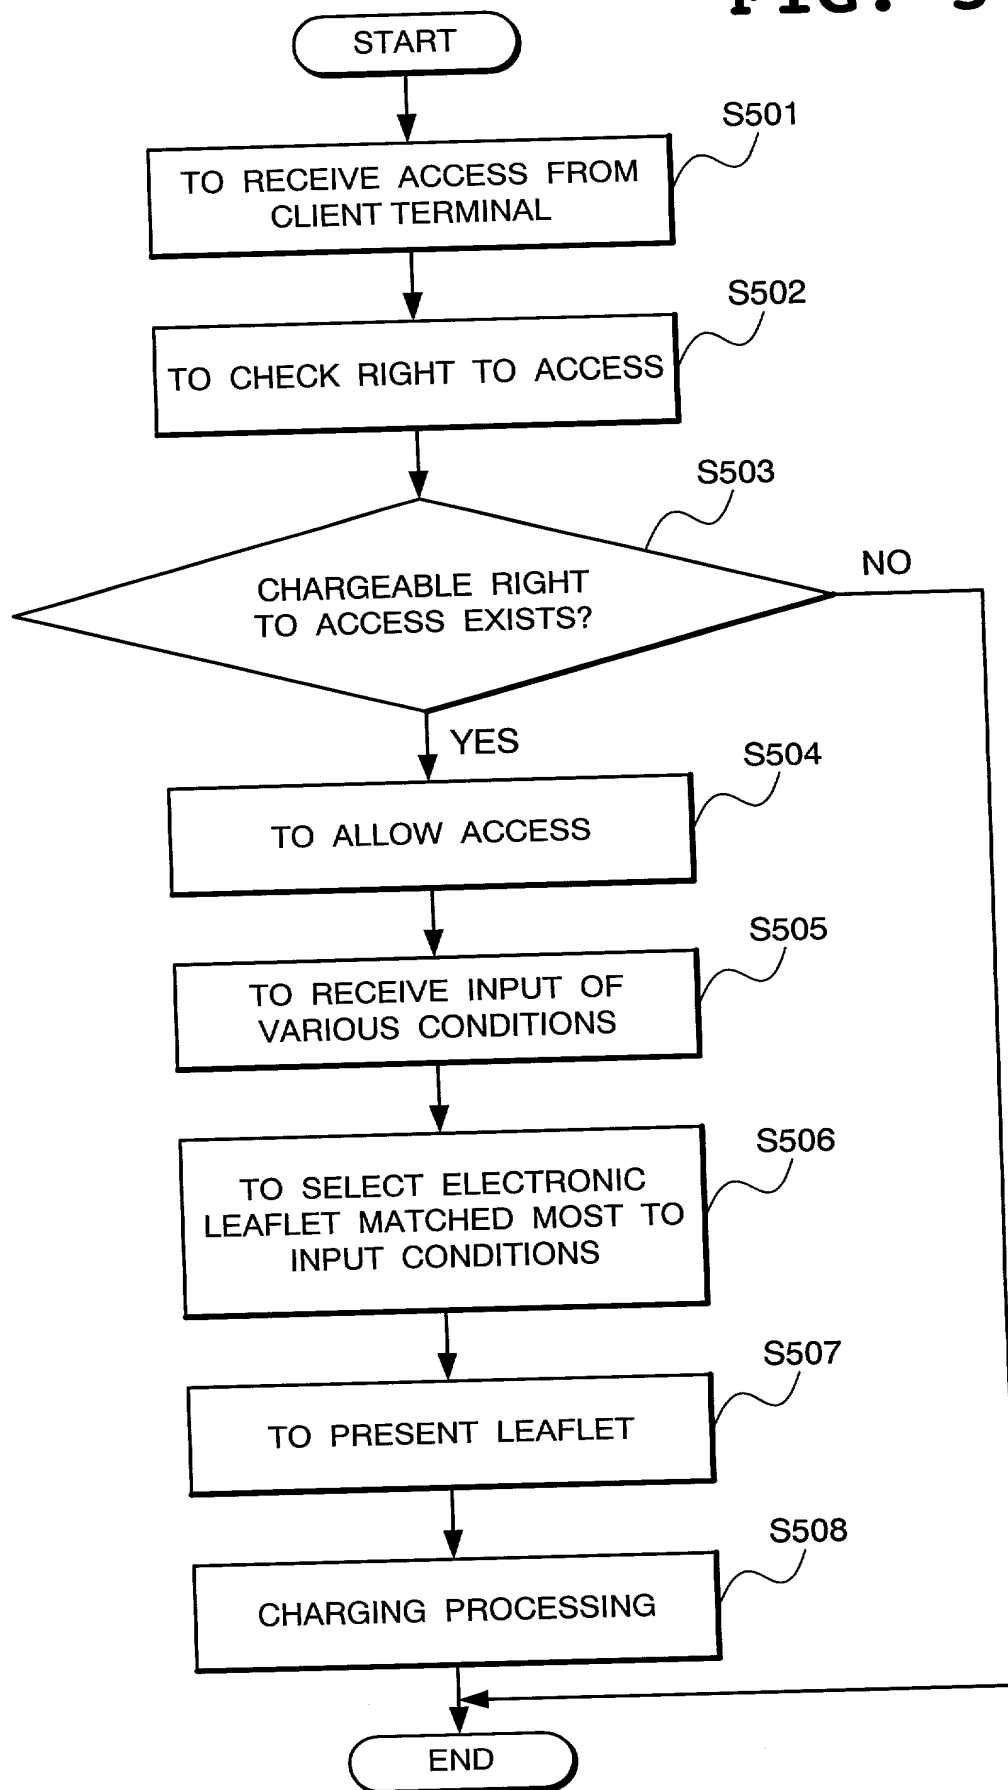 FIG. 5
START
S501
TO RECEIVE ACCESS FROM
CLIENT TERMINAL
S502
TO CHECK RIGHT TO ACCESS
S503
CHARGEABLE RIGHT
TO ACCESS EXISTS?
NO
YES
S504
TO ALLOW ACCESS
S505
TO RECEIVE INPUT OF
VARIOUS CONDITIONS
S506
TO SELECT ELECTRONIC
LEAFLET MATCHED MOST TO
INPUT CONDITIONS
S507
TO PRESENT LEAFLET
S508
CHARGING PROCESSING
END